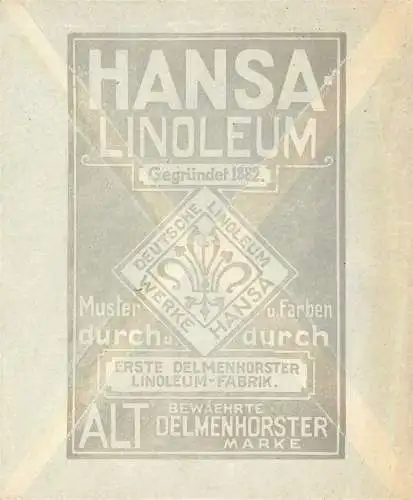 HANSA
LINOLEUM
Gegründet 1882.
DEUTSCHE LINOLEUM
WERKE HANSA
Muster u. Farben
durch u. durch
ERSTE DELMENHORSTER
LINOLEUM-FABRIK.
ALT BEWAEHRTE
DELMENHORSTER
MARKE